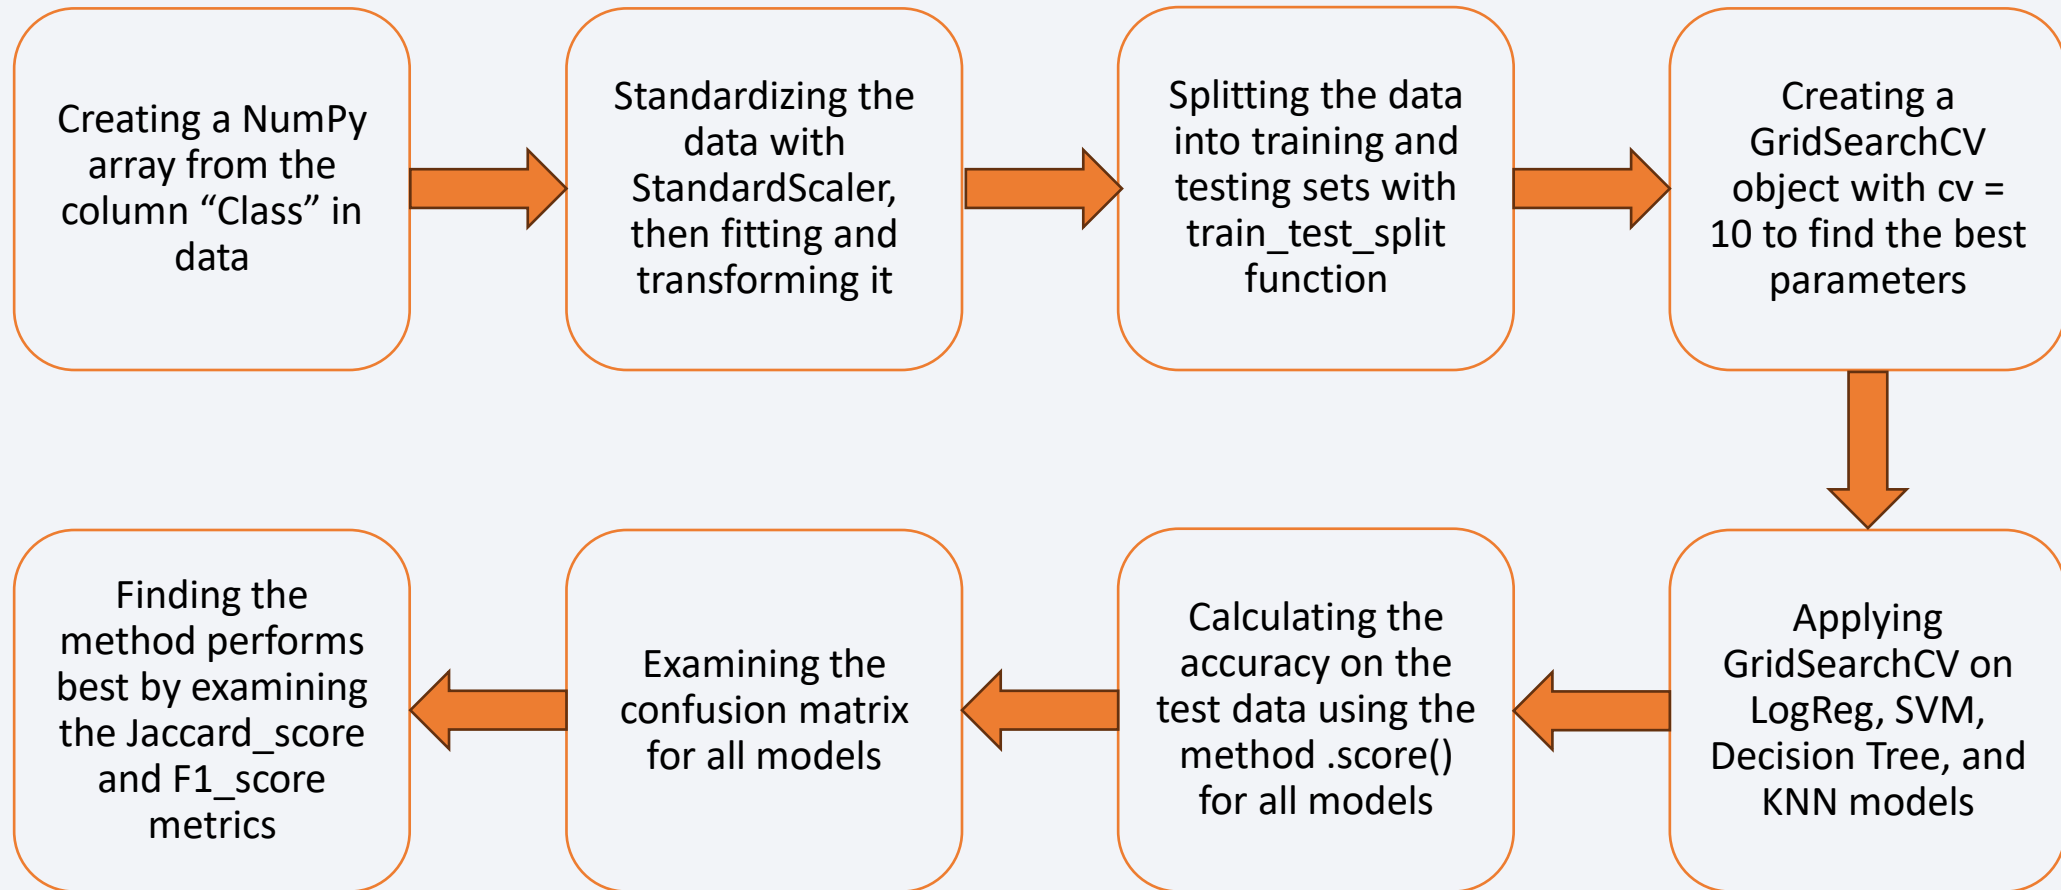 Creating a NumPy
array from the
column “Class” in
data
Standardizing the
data with
StandardScaler,
then fitting and
transforming it
Splitting the data
into training and
testing sets with
train_test_split
function
Creating a
GridSearchCV
object with cv =
10 to find the best
parameters
Applying
GridSearchCV on
LogReg, SVM,
Decision Tree, and
KNN models
Calculating the
accuracy on the
test data using the
method .score()
for all models
Examining the
confusion matrix
for all models
Finding the
method performs
best by examining
the Jaccard_score
and F1_score
metrics